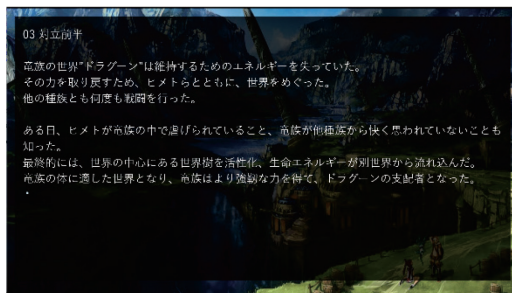 03 対立前半
竜族の世界"ドラグーン"は維持するためのエネルギーを失っていた。
その力を取り戻すため、ヒメトらとともに、世界をめぐった。
他の種族とも何度も戦闘を行った。
ある日、ヒメトが竜族の中で虐げられていること、竜族が他種族から快く思われていないことも
知った。
最終的には、世界の中心にある世界樹を活性化、生命エネルギーが別世界から流れ込んだ。
竜族の体に適した世界となり、竜族はより強靱な力を得て、ドラグーンの支配者となった。
・